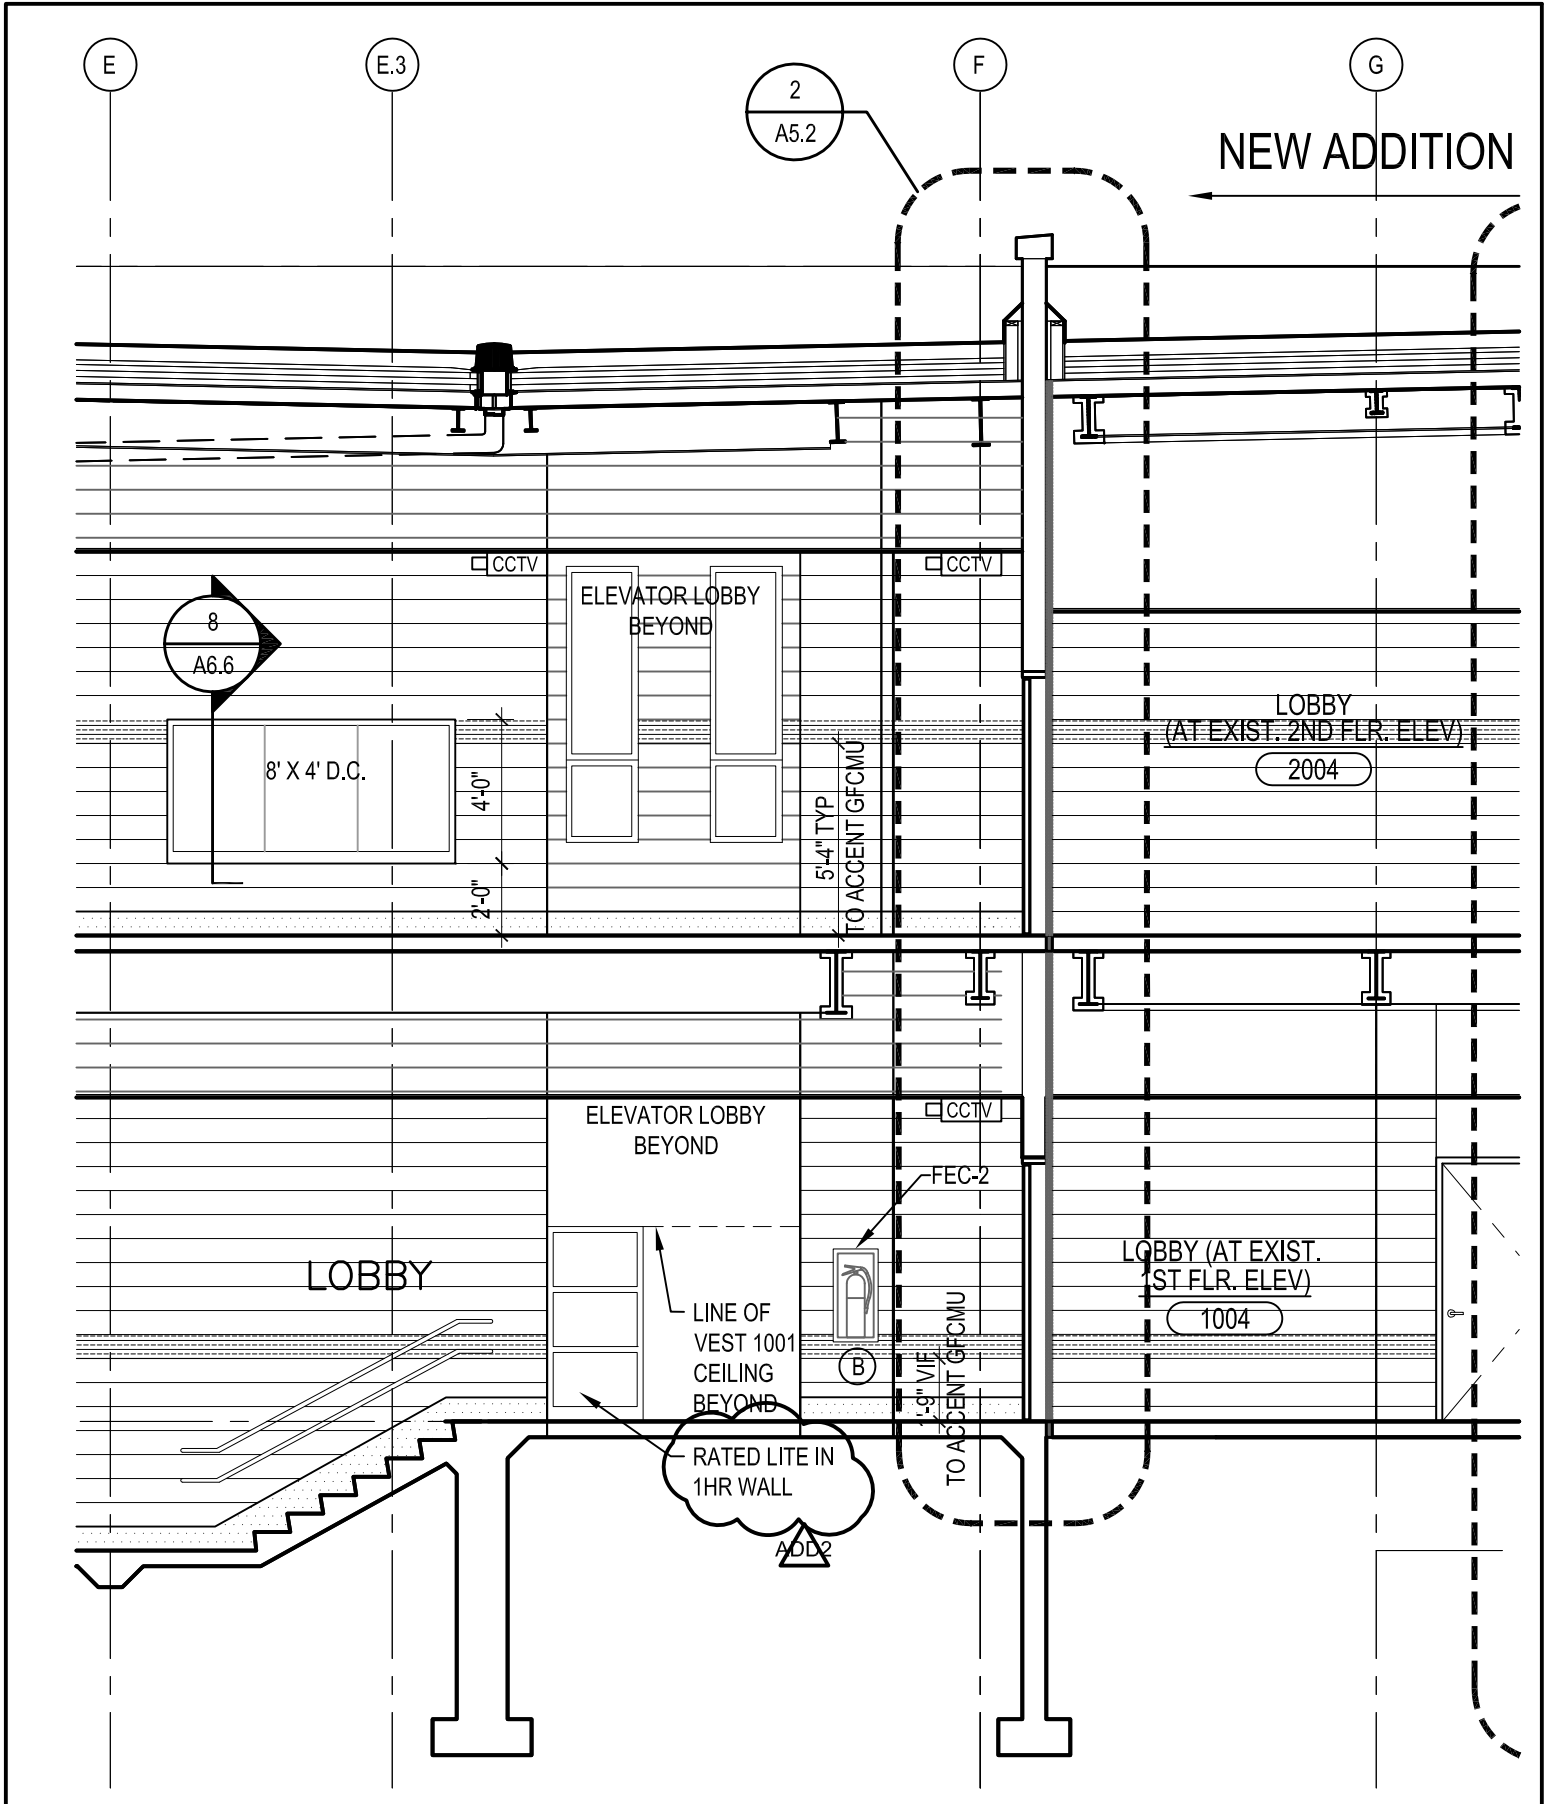 E
E.3
F
G
2
A5.2
NEW ADDITION
CCTV
CCTV
ELEVATOR LOBBY
BEYOND
8
A6.6
8' X 4' D.C.
4'-0"
2'-0"
5'-4" TYP
TO ACCENT GFCMU
LOBBY
(AT EXIST. 2ND FLR. ELEV)
2004
ELEVATOR LOBBY
BEYOND
CCTV
FEC-2
LOBBY
LINE OF
VEST 1001
CEILING
BEYOND
B
LOBBY (AT EXIST.
1ST FLR. ELEV)
1004
VIF
TO ACCENT GFCMU
RATED LITE IN
1HR WALL
ADD2